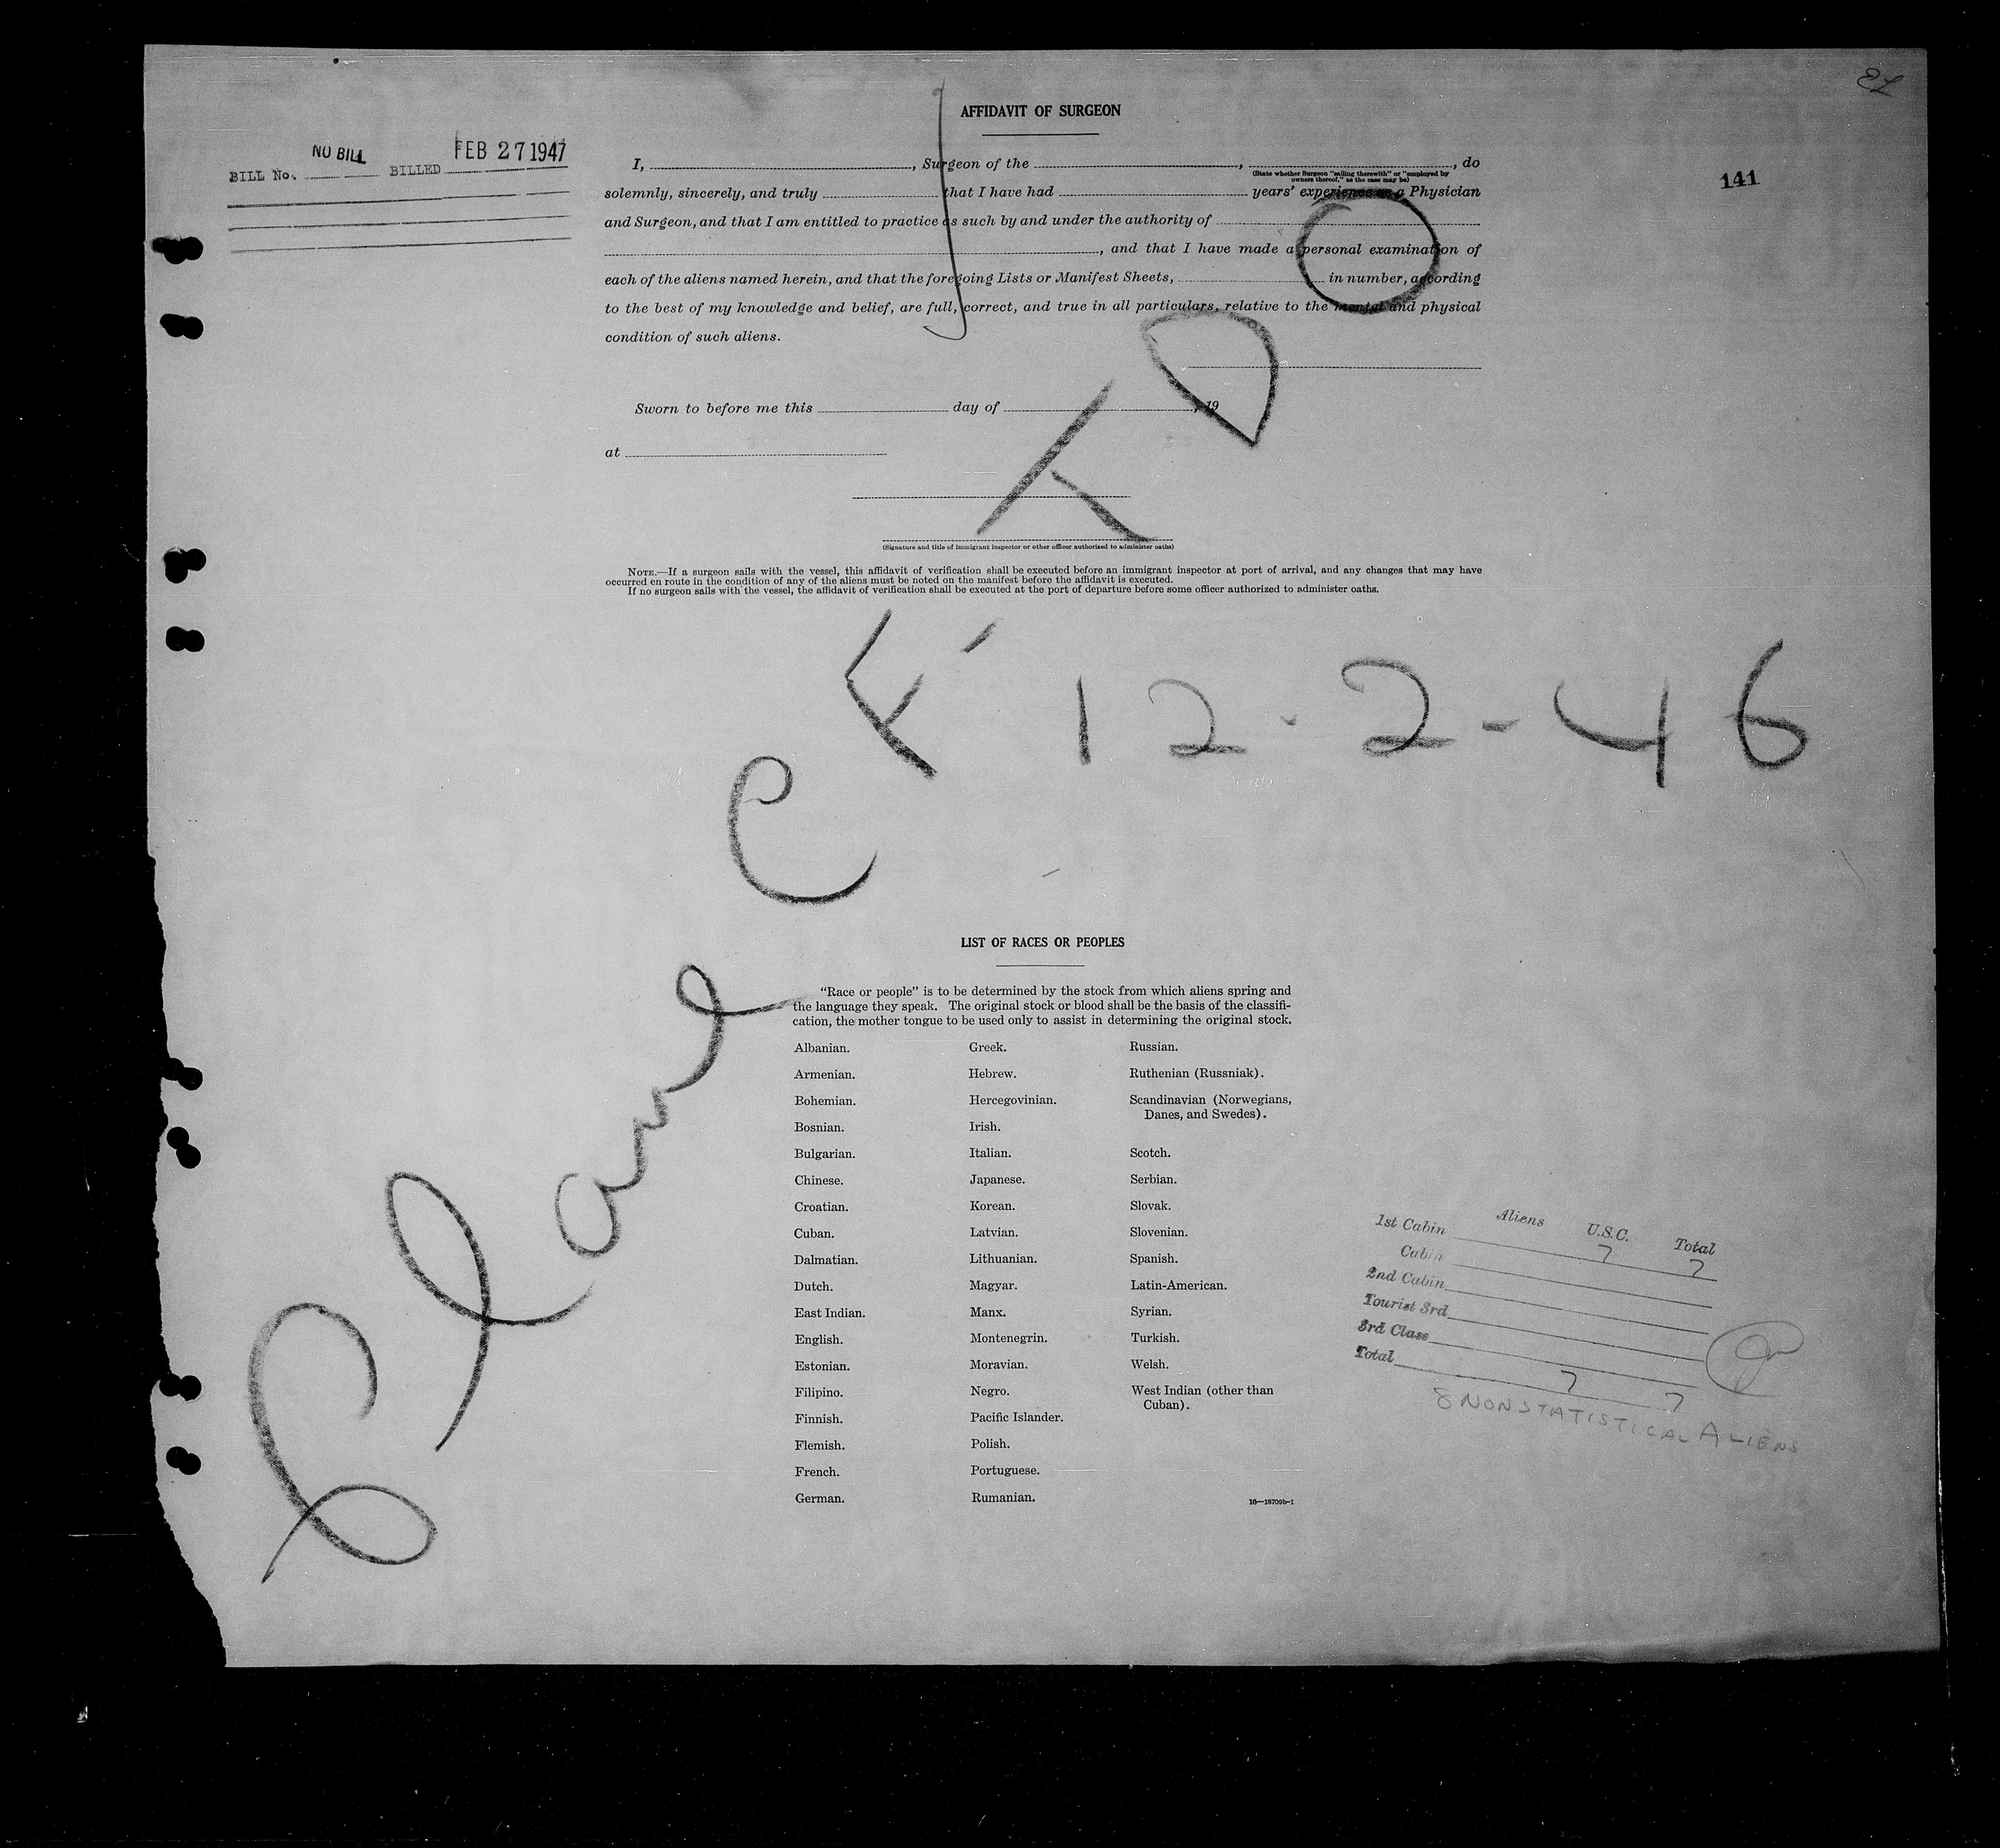 AFFIDAVIT OF SURGEON
BILL No. NO BILL BILLED FEB 27 1947
141
I, , Surgeon of the , , do
(State whether Surgeon "sailing therewith" or "employed by
owners thereof," as the case may be)
solemnly, sincerely, and truly that I have had years' experience as a Physician
and Surgeon, and that I am entitled to practice as such by and under the authority of
, and that I have made a personal examination of
each of the aliens named herein, and that the foregoing Lists or Manifest Sheets, in number, according
to the best of my knowledge and belief, are full, correct, and true in all particulars, relative to the mental and physical
condition of such aliens.
Sworn to before me this day of , 19
at
(Signature and title of immigrant inspector or other officer authorized to administer oaths)
NOTE.—If a surgeon sails with the vessel, this affidavit of verification shall be executed before an immigrant inspector at port of arrival, and any changes that may have
occurred en route in the condition of any of the aliens must be noted on the manifest before the affidavit is executed.
If no surgeon sails with the vessel, the affidavit of verification shall be executed at the port of departure before some officer authorized to administer oaths.
12-2-46
LIST OF RACES OR PEOPLES
"Race or people" is to be determined by the stock from which aliens spring and
the language they speak. The original stock or blood shall be the basis of the classifi-
cation, the mother tongue to be used only to assist in determining the original stock.
Albanian. Greek. Russian.
Armenian. Hebrew. Ruthenian (Russniak).
Bohemian. Hercegovinian. Scandinavian (Norwegians,
Danes, and Swedes).
Bosnian. Irish.
Bulgarian. Italian. Scotch.
Chinese. Japanese. Serbian.
Croatian. Korean. Slovak.
Cuban. Latvian. Slovenian.
Dalmatian. Lithuanian. Spanish.
Dutch. Magyar. Latin-American.
East Indian. Manx. Syrian.
English. Montenegrin. Turkish.
Estonian. Moravian. Welsh.
Filipino. Negro. West Indian (other than
Cuban).
Finnish. Pacific Islander.
Flemish. Polish.
French. Portuguese.
German. Rumanian.
16—18709b-1
Aliens U.S.C. Total
1st Cabin 7 7
Cabin
2nd Cabin
Tourist 3rd
3rd Class
Total 7 7
8 NONSTATISTICAL ALIENS